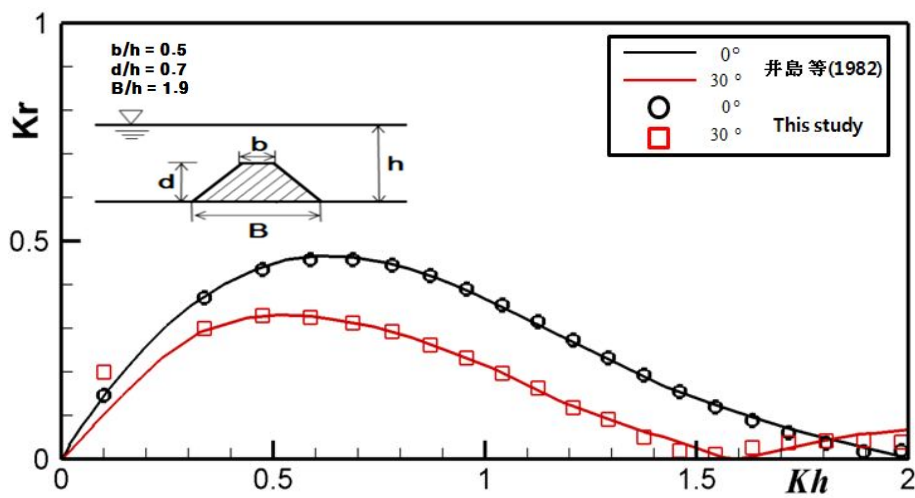 1
b/h = 0.5
d/h = 0.7
B/h = 1.9
0°
30 °
井島 等(1982)
0°
30 °
This study
Kr
b
h
d
B
0.5
0
0
0.5
1
1.5
Kh
2